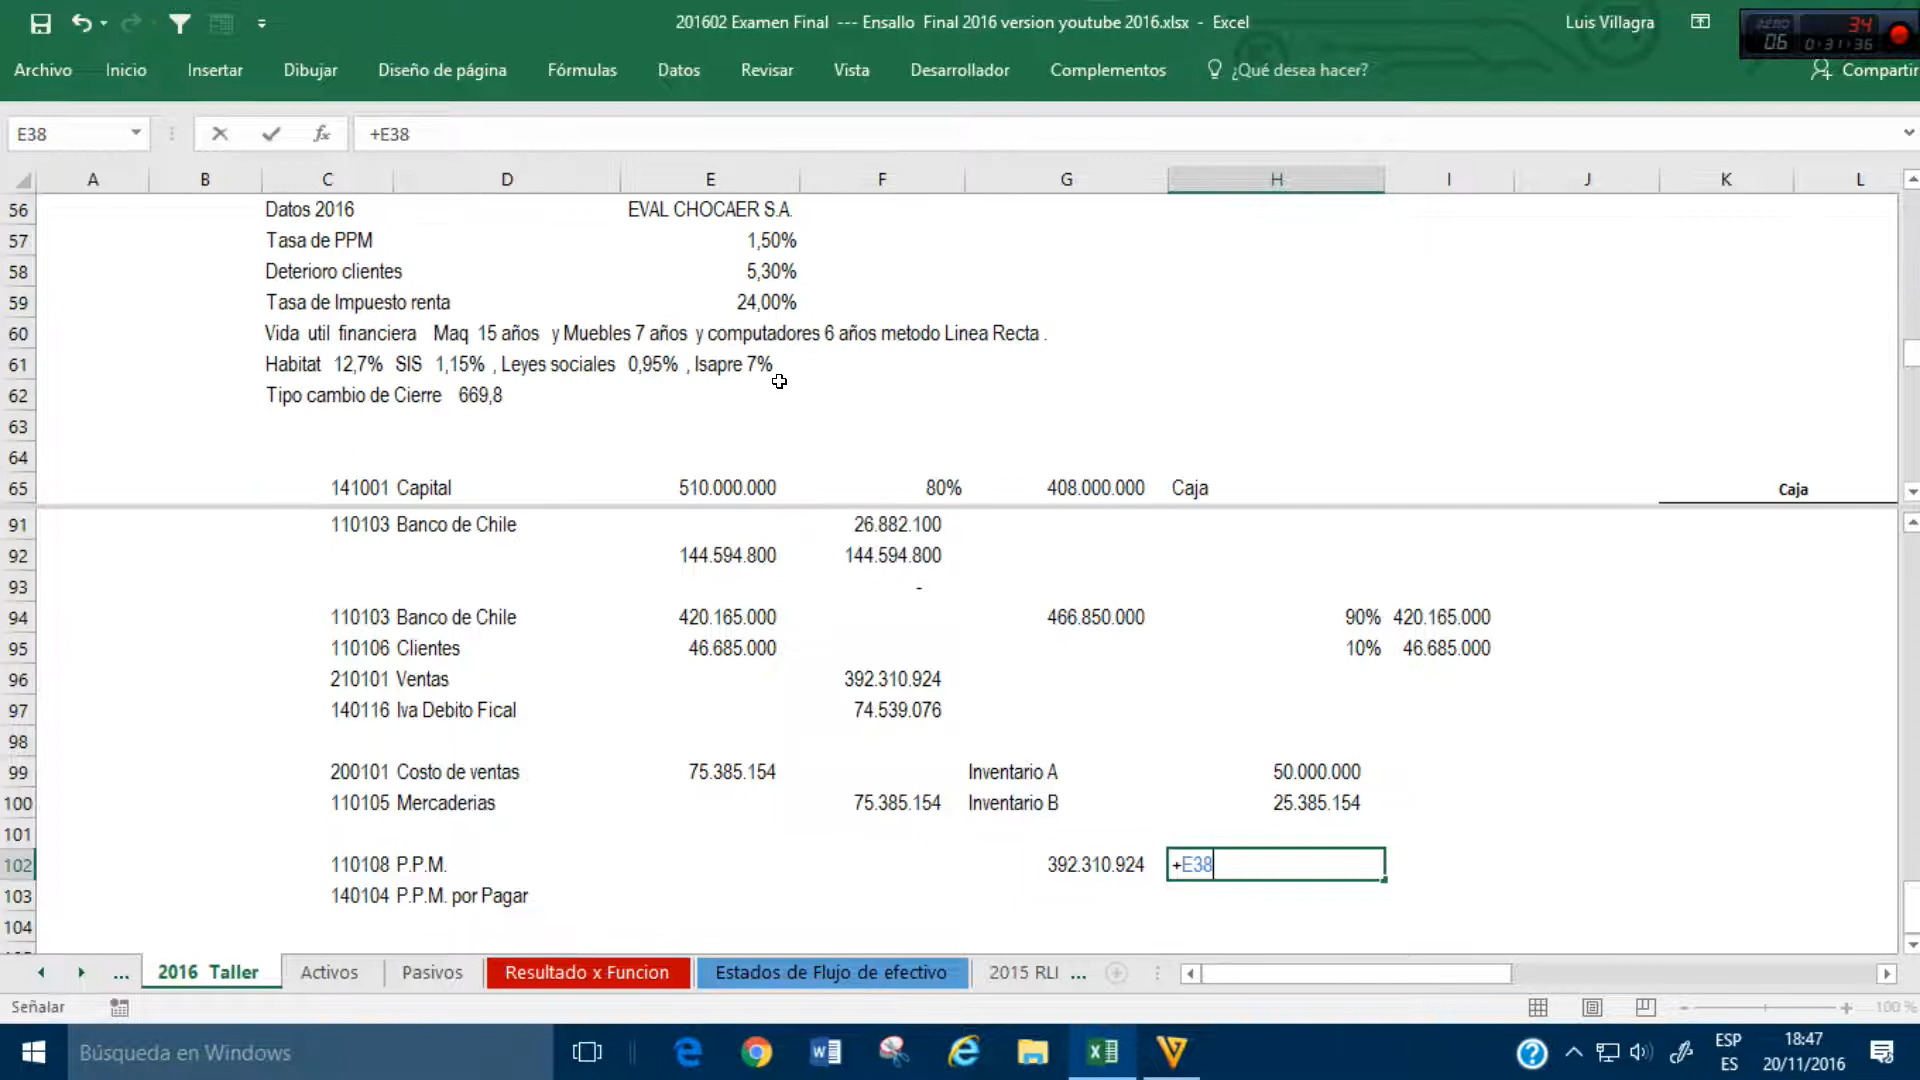 201602 Examen Final --- Ensallo Final 2016 version youtube 2016.xlsx - Excel
Luis Villagra
34
06 0:31:36
Archivo Inicio Insertar Dibujar Diseño de página Fórmulas Datos Revisar Vista Desarrollador Complementos ¿Qué desea hacer? Compartir
E38 fx +E38
A B C D E F G H I J K L
56 Datos 2016 EVAL CHOCAER S.A.
57 Tasa de PPM 1,50%
58 Deterioro clientes 5,30%
59 Tasa de Impuesto renta 24,00%
60 Vida util financiera Maq 15 años y Muebles 7 años y computadores 6 años metodo Linea Recta .
61 Habitat 12,7% SIS 1,15% , Leyes sociales 0,95% , Isapre 7%
62 Tipo cambio de Cierre 669,8
63
64
65 141001 Capital 510.000.000 80% 408.000.000 Caja Caja
91 110103 Banco de Chile 26.882.100
92 144.594.800 144.594.800
93 -
94 110103 Banco de Chile 420.165.000 466.850.000 90% 420.165.000
95 110106 Clientes 46.685.000 10% 46.685.000
96 210101 Ventas 392.310.924
97 140116 Iva Debito Fical 74.539.076
98
99 200101 Costo de ventas 75.385.154 Inventario A 50.000.000
100 110105 Mercaderias 75.385.154 Inventario B 25.385.154
101
102 110108 P.P.M. 392.310.924 +E38
103 140104 P.P.M. por Pagar
104
... 2016 Taller Activos Pasivos Resultado x Funcion Estados de Flujo de efectivo 2015 RLI ...
Señalar 100 %
Búsqueda en Windows ESP 18:47
ES 20/11/2016